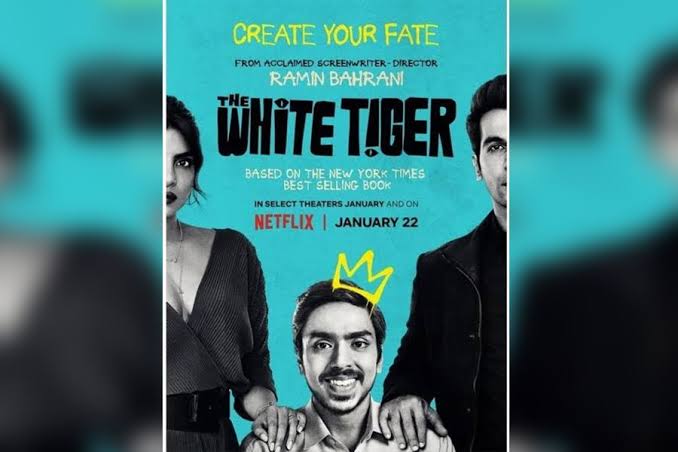 CREATE YOUR FATE
FROM ACCLAIMED SCREENWRITER-DIRECTOR
RAMIN BAHRANI
THE
WHITE TIGER
BASED ON THE NEW YORK TIMES
BEST SELLING BOOK
IN SELECT THEATERS JANUARY AND ON
NETFLIX | JANUARY 22